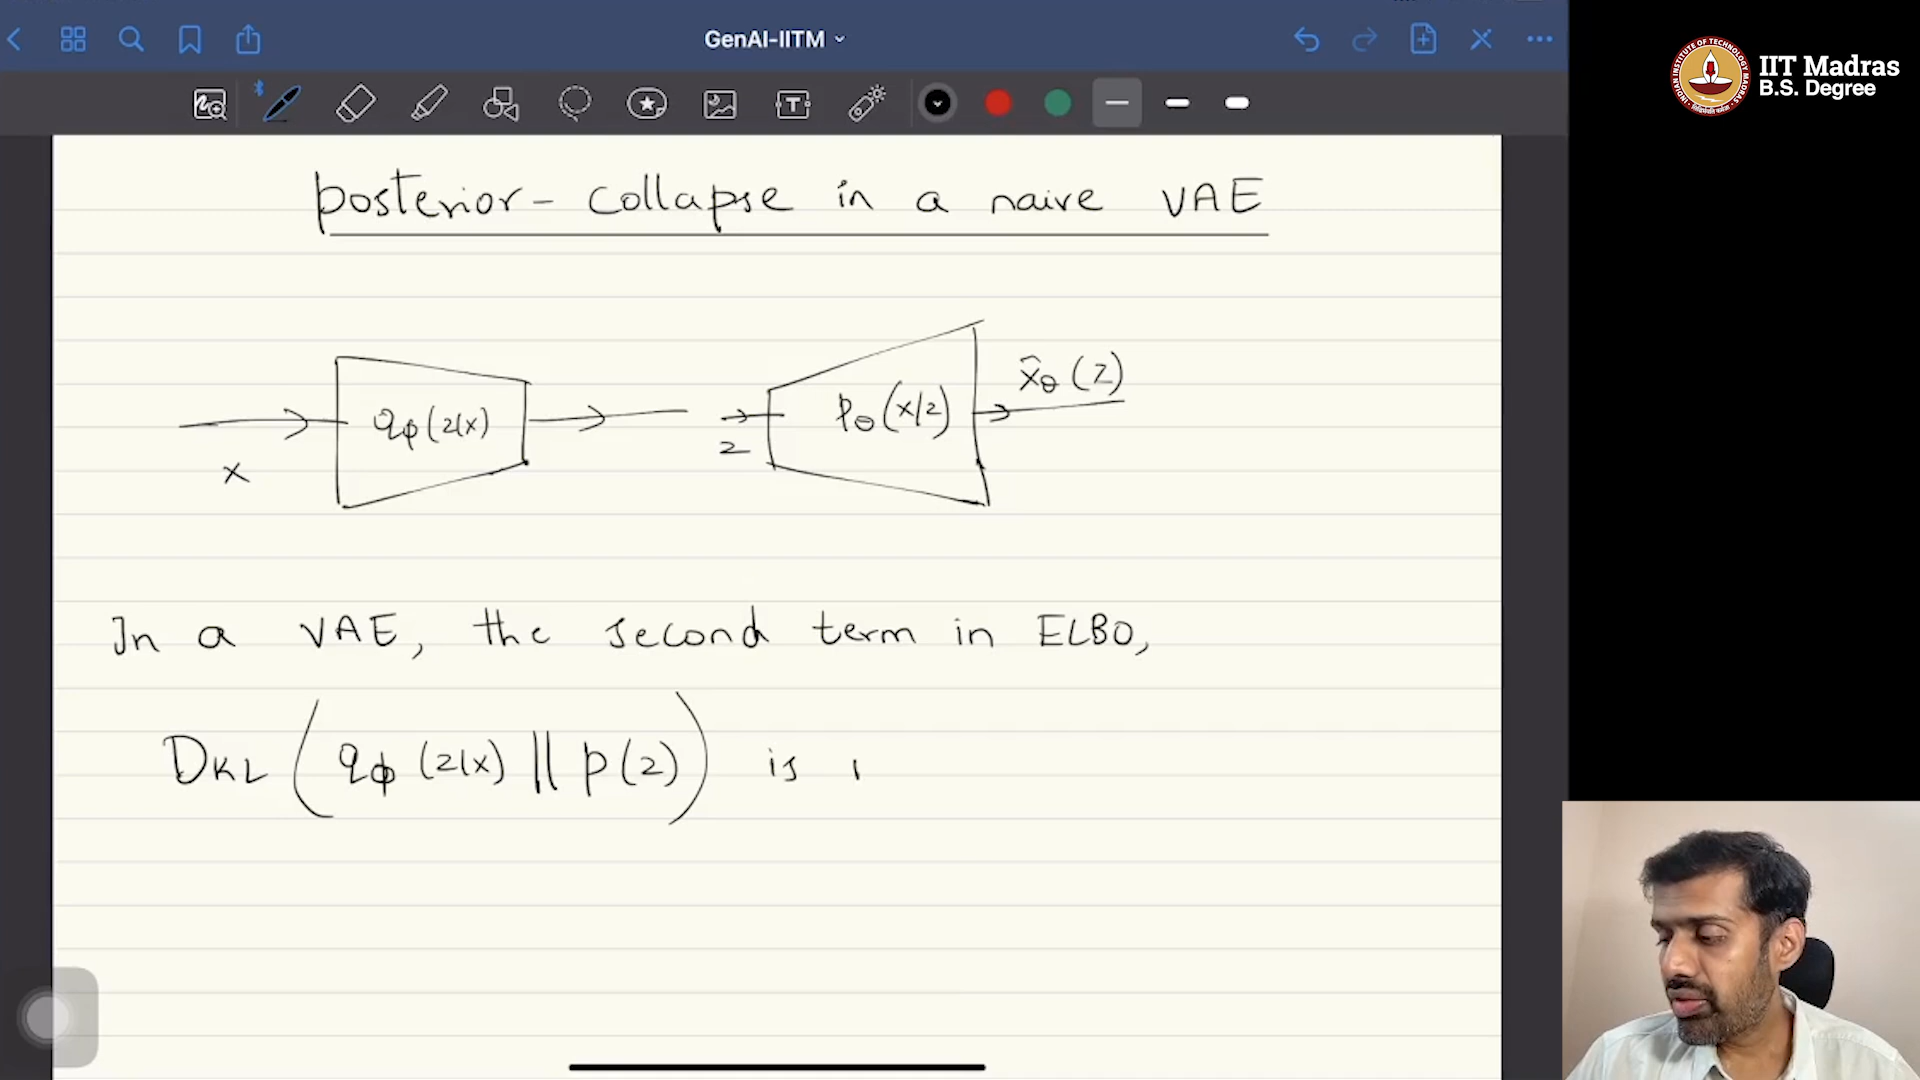 GenAI-IITM
IIT Madras
B.S. Degree
posterior-collapse in a naive VAE
x
qϕ(z|x)
z
pθ(x/z)
x̂θ(z)
In a VAE, the second term in ELBO,
DKL(qϕ(z|x) || p(z)) is